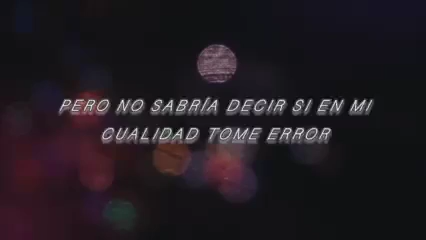 PERO NO SABRÍA DECIR SI EN MI
CUALIDAD TOME ERROR